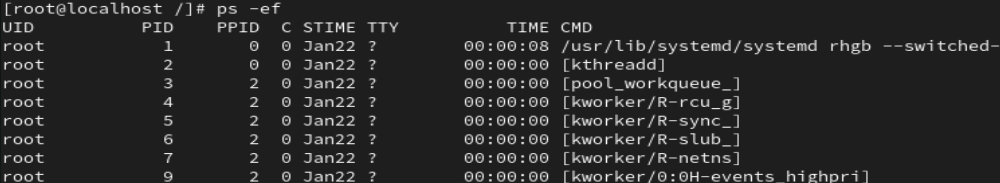 [root@localhost /]# ps -ef
UID          PID    PPID  C STIME TTY          TIME CMD
root           1       0  0 Jan22 ?        00:00:08 /usr/lib/systemd/systemd rhgb --switched-
root           2       0  0 Jan22 ?        00:00:00 [kthreadd]
root           3       2  0 Jan22 ?        00:00:00 [pool_workqueue_]
root           4       2  0 Jan22 ?        00:00:00 [kworker/R-rcu_g]
root           5       2  0 Jan22 ?        00:00:00 [kworker/R-sync_]
root           6       2  0 Jan22 ?        00:00:00 [kworker/R-slub_]
root           7       2  0 Jan22 ?        00:00:00 [kworker/R-netns]
root           9       2  0 Jan22 ?        00:00:00 [kworker/0:0H-events_highpri]